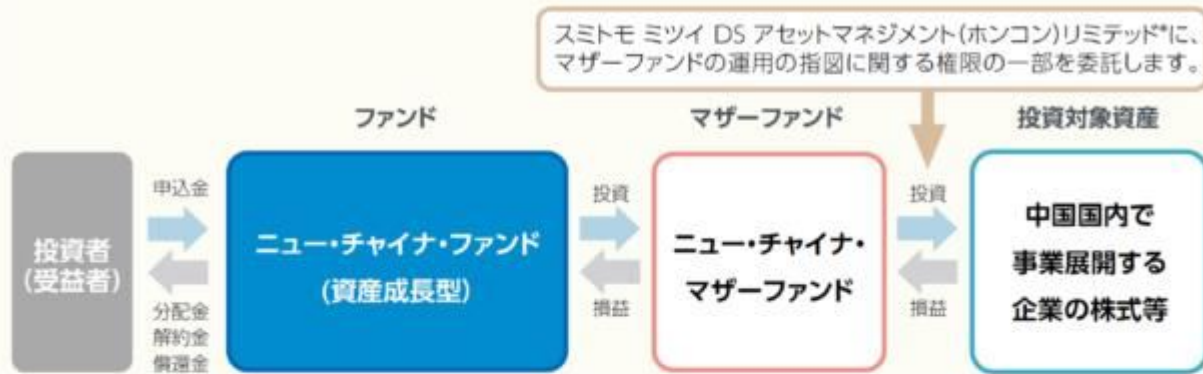 スミトモ ミツイ DS アセットマネジメント(ホンコン)リミテッド*に、
マザーファンドの運用の指図に関する権限の一部を委託します。
ファンド
マザーファンド
投資対象資産
投資者
(受益者)
申込金
分配金
解約金
償還金
ニュー・チャイナ・ファンド
(資産成長型)
投資
損益
ニュー・チャイナ・
マザーファンド
投資
損益
中国国内で
事業展開する
企業の株式等